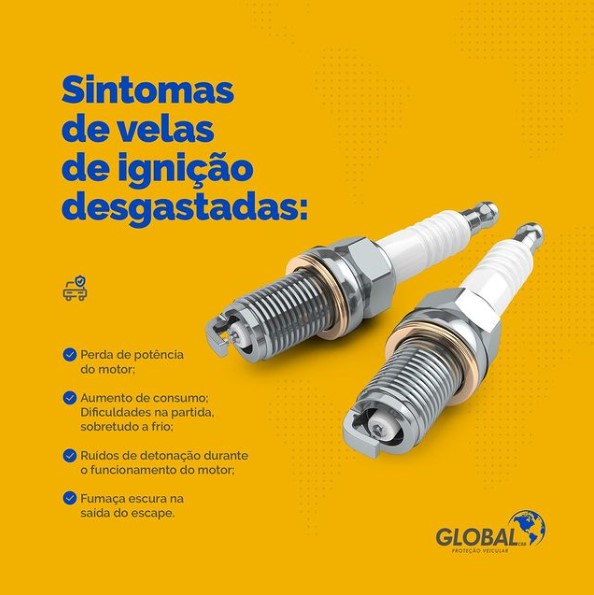 Sintomas
de velas
de ignição
desgastadas:
Perda de potência
do motor;
Aumento de consumo;
Dificuldades na partida,
sobretudo a frio;
Ruídos de detonação durante
o funcionamento do motor;
Fumaça escura na
saída do escape.
GLOBAL
PROTEÇÃO VEICULAR